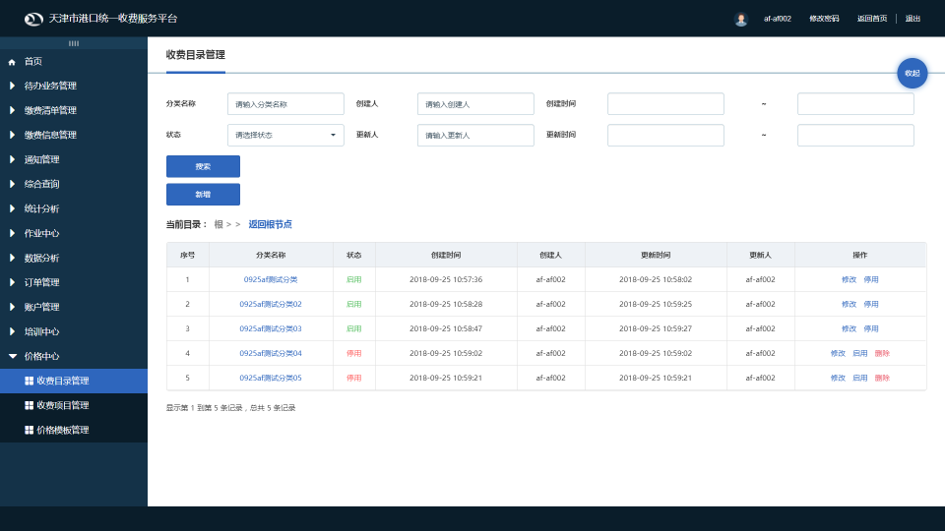 天津市港口统一收费服务平台
af-af002 修改密码 返回首页 | 退出
首页
待办业务管理
缴费清单管理
缴费信息管理
通知管理
综合查询
统计分析
作业中心
数据分析
订单管理
账户管理
培训中心
价格中心
收费目录管理
收费项目管理
价格模板管理
收费目录管理
收起
分类名称 请输入分类名称 创建人 请输入创建人 创建时间 ~
状态 请选择状态 更新人 请输入更新人 更新时间 ~
搜索
新增
当前目录： 根 > > 返回根节点
序号 分类名称 状态 创建时间 创建人 更新时间 更新人 操作
1 0925af测试分类 启用 2018-09-25 10:57:36 af-af002 2018-09-25 10:58:02 af-af002 修改 停用
2 0925af测试分类02 启用 2018-09-25 10:58:28 af-af002 2018-09-25 10:59:25 af-af002 修改 停用
3 0925af测试分类03 启用 2018-09-25 10:58:47 af-af002 2018-09-25 10:59:27 af-af002 修改 停用
4 0925af测试分类04 停用 2018-09-25 10:59:02 af-af002 2018-09-25 10:59:02 af-af002 修改 启用 删除
5 0925af测试分类05 停用 2018-09-25 10:59:21 af-af002 2018-09-25 10:59:21 af-af002 修改 启用 删除
显示第 1 到第 5 条记录，总共 5 条记录